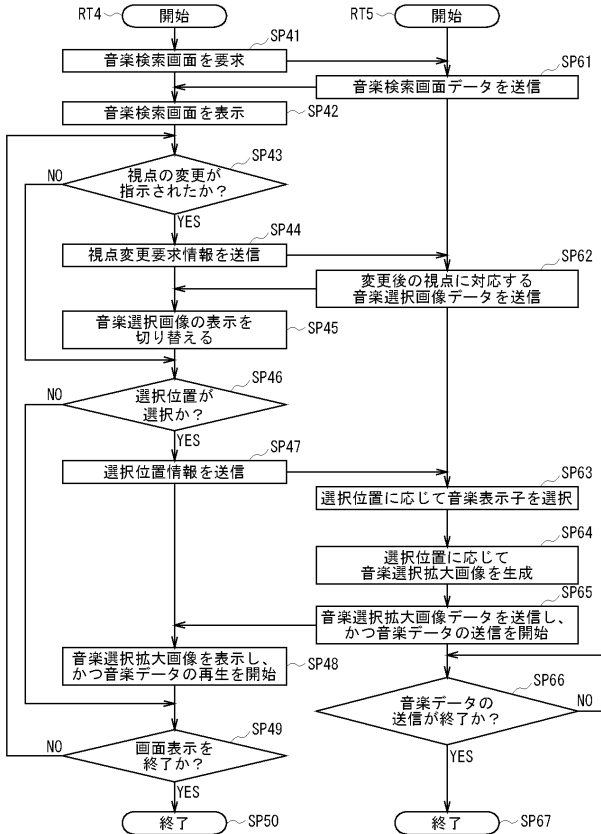 RT4
開始
RT5
開始
SP41
音楽検索画面を要求
SP61
音楽検索画面データを送信
音楽検索画面を表示
SP42
SP43
NO
視点の変更が
指示されたか？
YES
SP44
視点変更要求情報を送信
SP62
変更後の視点に対応する
音楽選択画像データを送信
音楽選択画像の表示を
切り替える
SP45
SP46
NO
選択位置が
選択か？
YES
SP47
選択位置情報を送信
SP63
選択位置に応じて音楽表示子を選択
SP64
選択位置に応じて
音楽選択拡大画像を生成
SP65
音楽選択拡大画像データを送信し、
かつ音楽データの送信を開始
音楽選択拡大画像を表示し、
かつ音楽データの再生を開始
SP48
SP66
音楽データの
送信が終了か？
NO
YES
SP49
NO
画面表示を
終了か？
YES
終了
SP50
終了
SP67